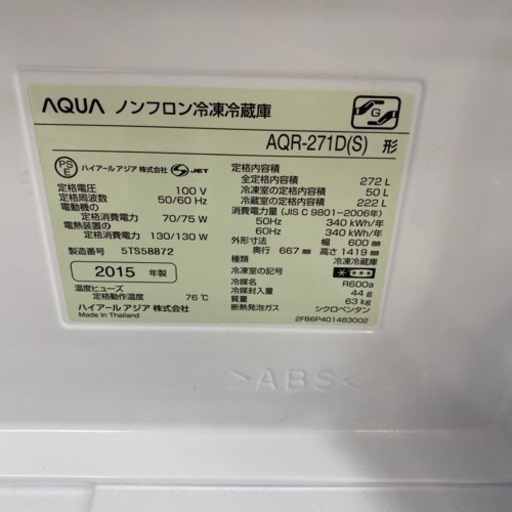 AQUA ノンフロン冷凍冷蔵庫
AQR-271D(S) 形
G
PS E ハイアール アジア 株式会社 S JET
定格電圧 100 V
定格周波数 50/60 Hz
電動機の
定格消費電力 70/75 W
電熱装置の
定格消費電力 130/130 W
製造番号 5TS58872
2015 年製
温度ヒューズ
定格動作温度 76℃
ハイアール アジア 株式会社
Made in Thailand
定格内容積
全定格内容積 272 L
冷凍室の定格内容積 50 L
冷蔵室の定格内容積 222 L
消費電力量 (JIS C 9801-2006年)
50Hz 340 kWh/年
60Hz 340 kWh/年
外形寸法 幅 600 mm
奥行 667 mm 高さ 1419 mm
種類 冷凍冷蔵庫
冷凍室の記号
冷媒名 R600a
冷媒封入量 44 g
質量 63 kg
断熱発泡ガス シクロペンタン
2FB6P401483002
>ABS<